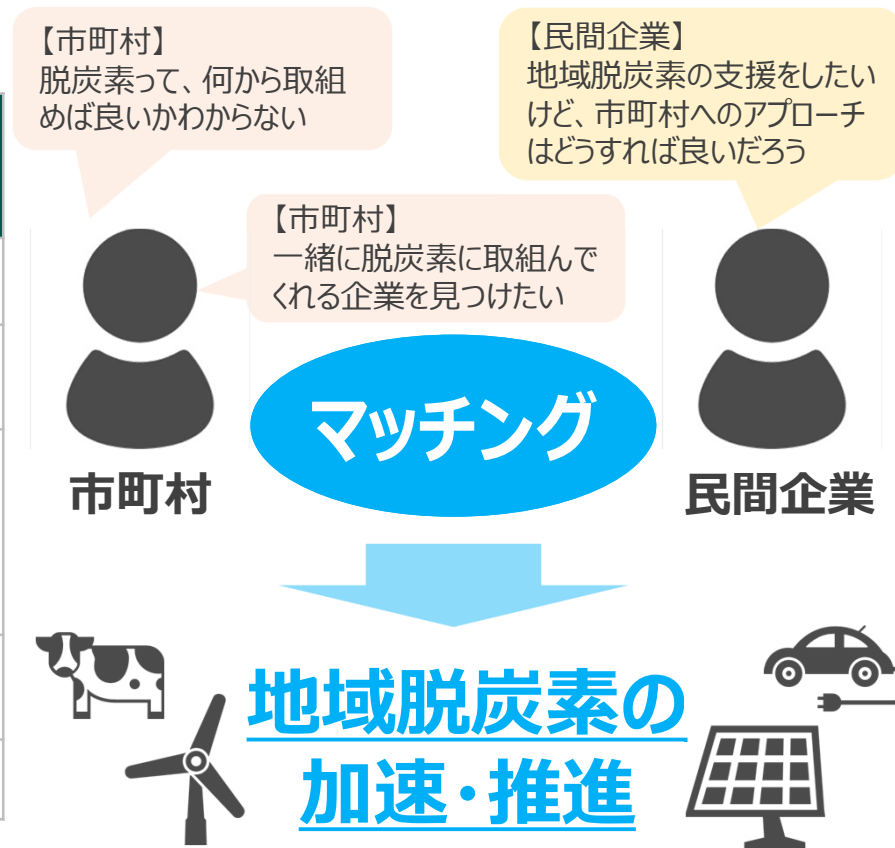 【市町村】
脱炭素って、何から取組
めば良いかわからない
【民間企業】
地域脱炭素の支援をしたい
けど、市町村へのアプローチ
はどうすれば良いだろう
【市町村】
一緒に脱炭素に取組んで
くれる企業を見つけたい
マッチング
市町村
民間企業
地域脱炭素の
加速・推進